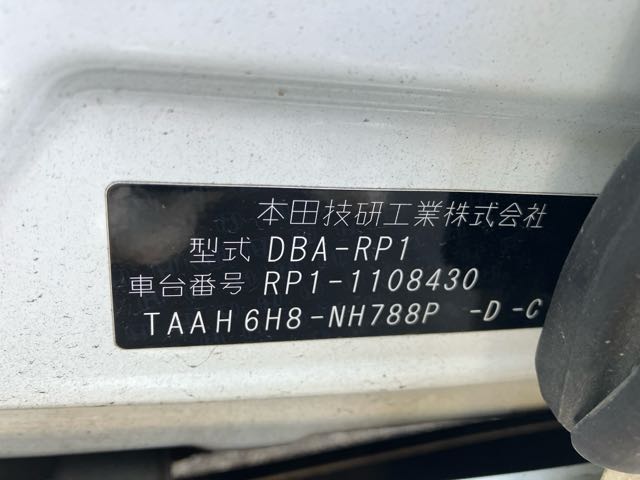 本田技研工業株式会社
型式 DBA-RP1
車台番号 RP1-1108430
TAAH6H8-NH788P -D -C